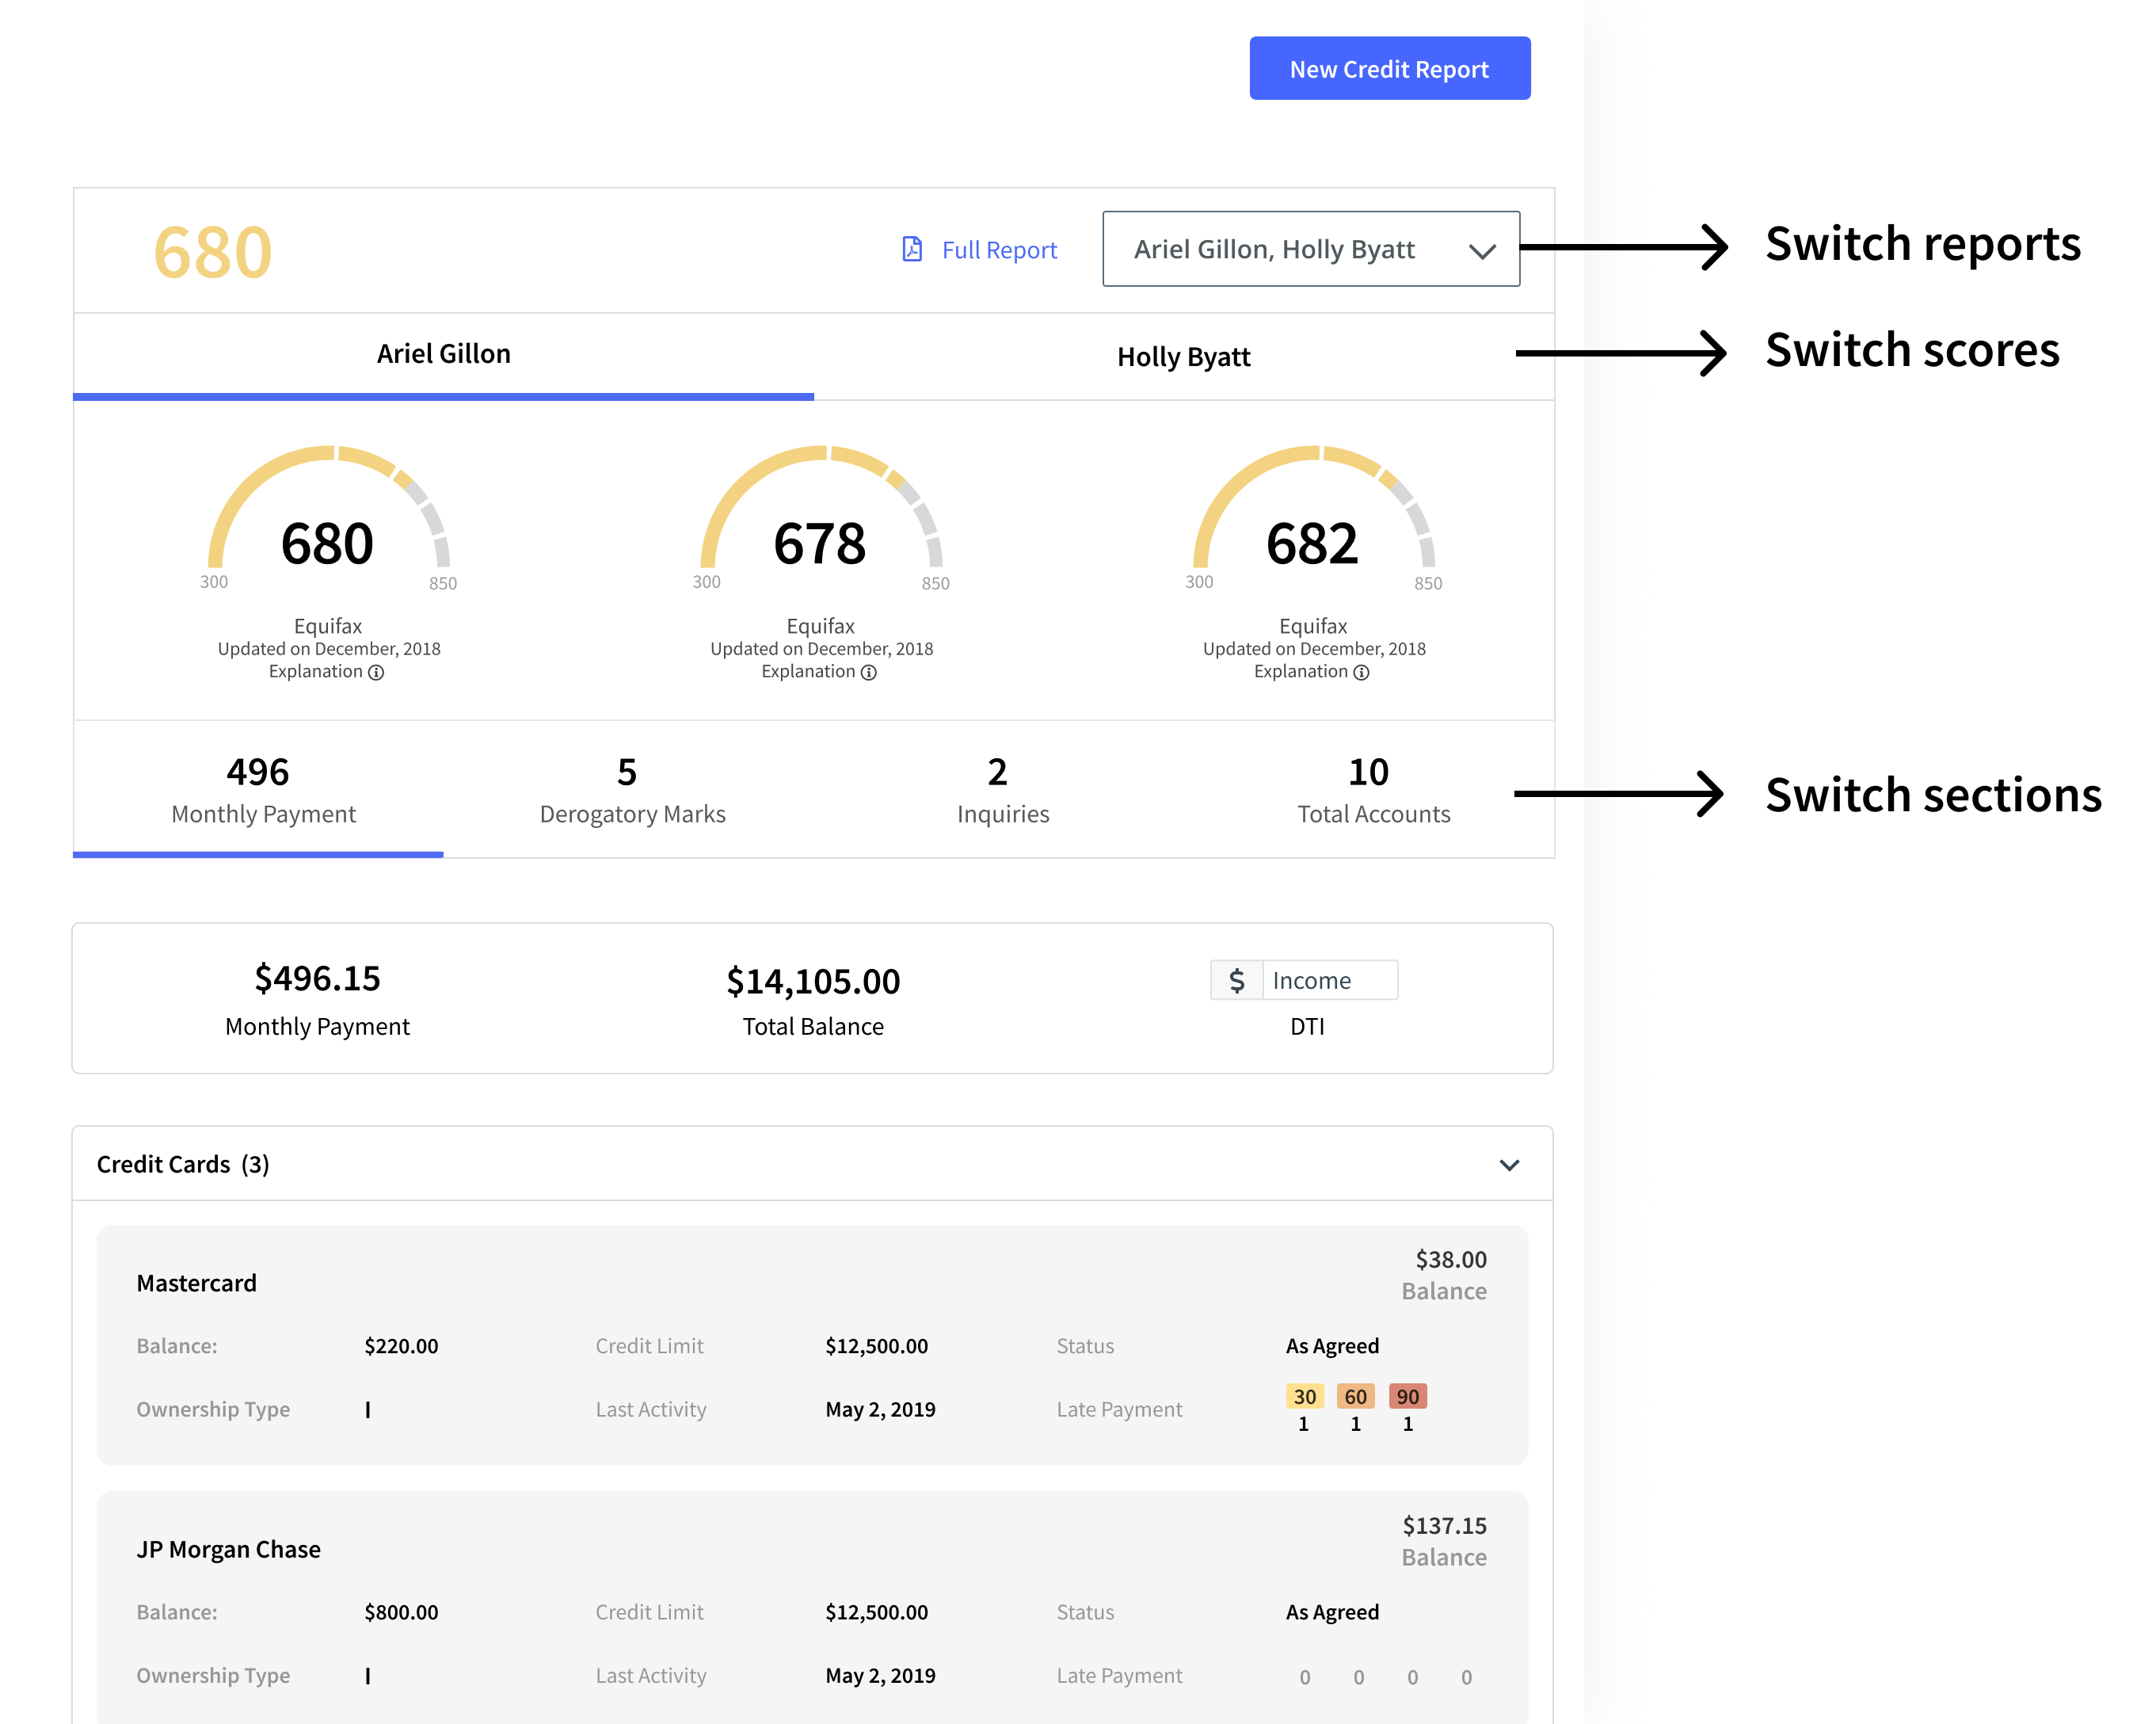 New Credit Report
680
Full Report
Ariel Gillon, Holly Byatt
Switch reports
Ariel Gillon
Holly Byatt
Switch scores
680
300
850
Equifax
Updated on December, 2018
Explanation
678
300
850
Equifax
Updated on December, 2018
Explanation
682
300
850
Equifax
Updated on December, 2018
Explanation
496
Monthly Payment
5
Derogatory Marks
2
Inquiries
10
Total Accounts
Switch sections
$496.15
Monthly Payment
$14,105.00
Total Balance
$ Income
DTI
Credit Cards (3)
Mastercard
$38.00
Balance
Balance: $220.00 Credit Limit $12,500.00 Status As Agreed
Ownership Type I Last Activity May 2, 2019 Late Payment
30 60 90
1 1 1
JP Morgan Chase
$137.15
Balance
Balance: $800.00 Credit Limit $12,500.00 Status As Agreed
Ownership Type I Last Activity May 2, 2019 Late Payment 0 0 0 0